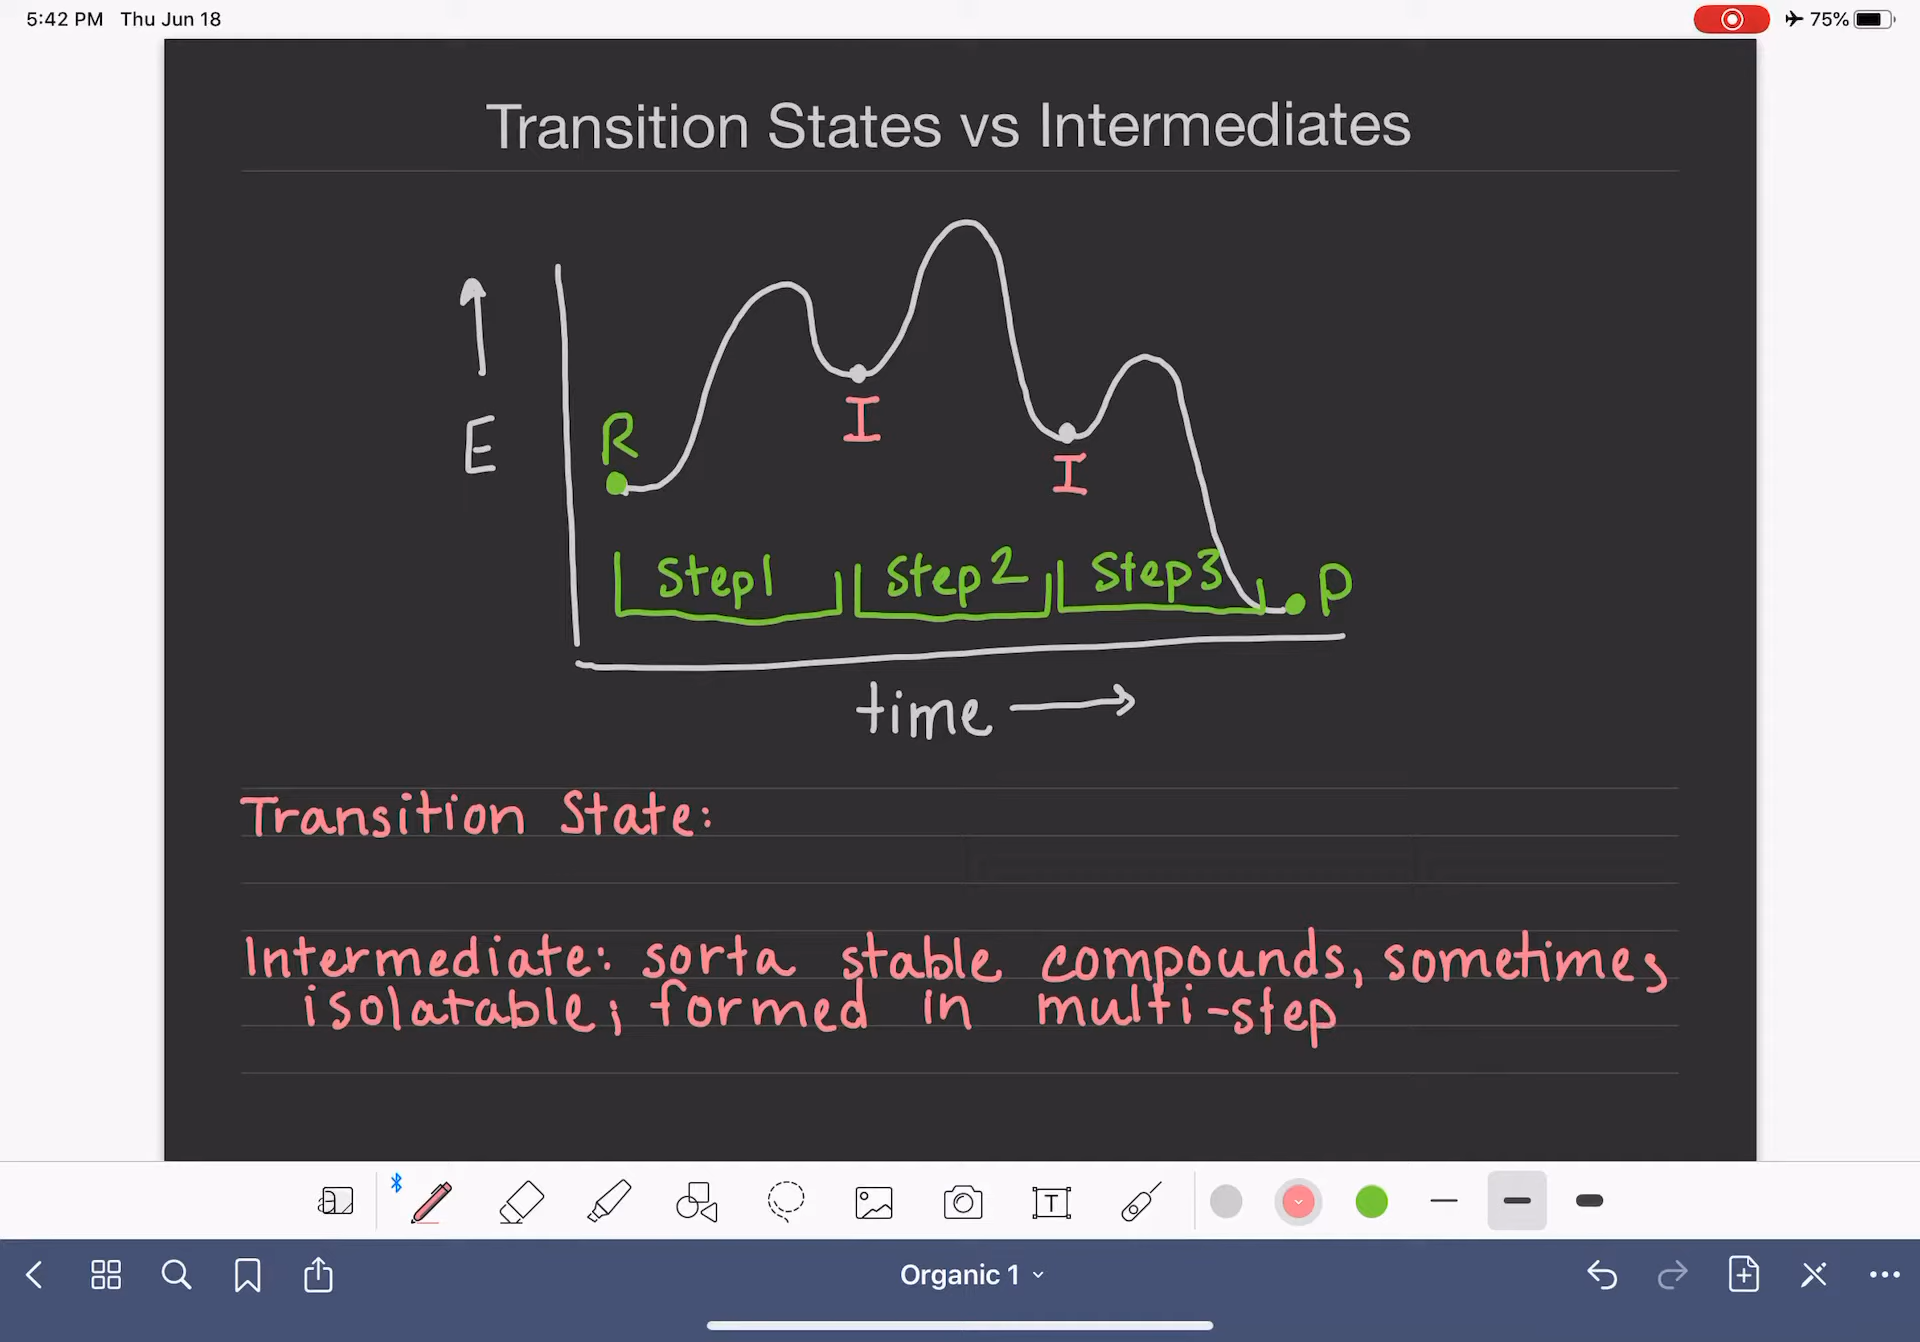 5:42 PM Thu Jun 18
75%
Transition States vs Intermediates
E
R
I
I
Step1
Step2
Step3
P
time
Transition State:
Intermediate: sorta stable compounds, sometimes
isolatable; formed in multi-step
Organic 1